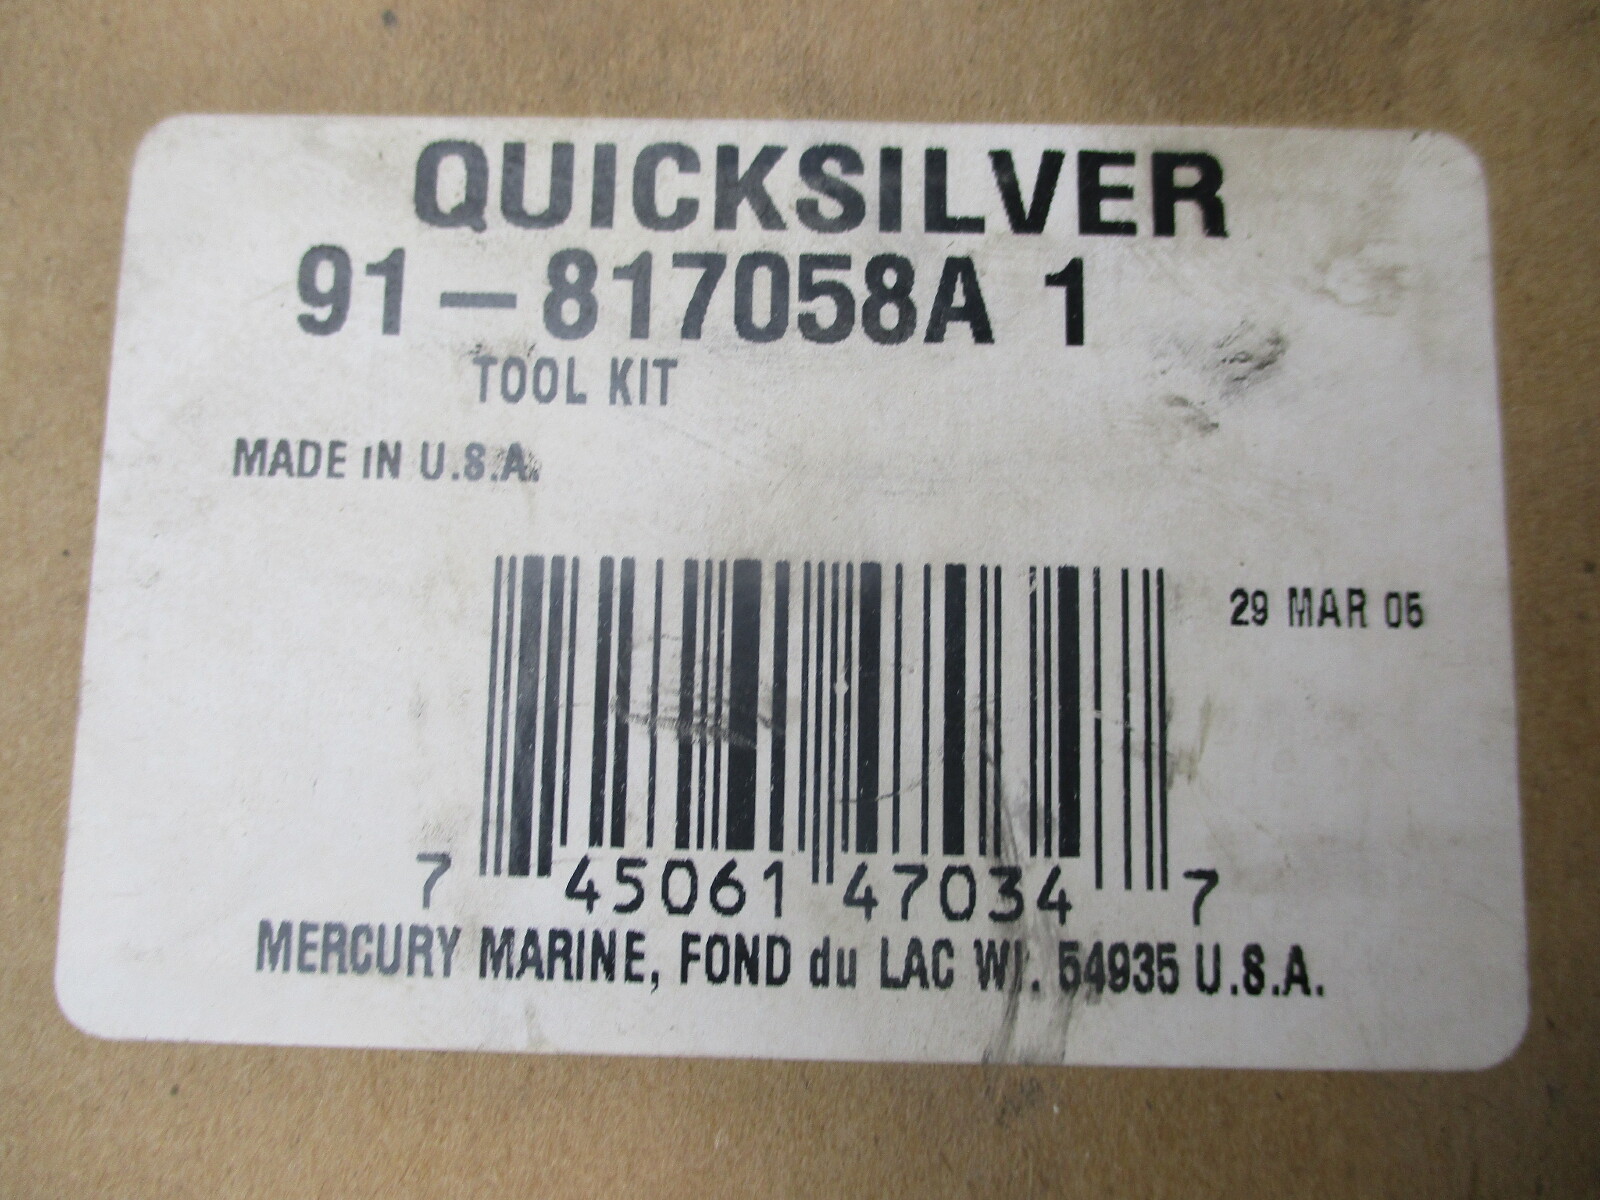 QUICKSILVER
91-817058A 1
TOOL KIT
MADE IN U.S.A.
29 MAR 05
7 45061 47034 7
MERCURY MARINE, FOND du LAC WI. 54935 U.S.A.